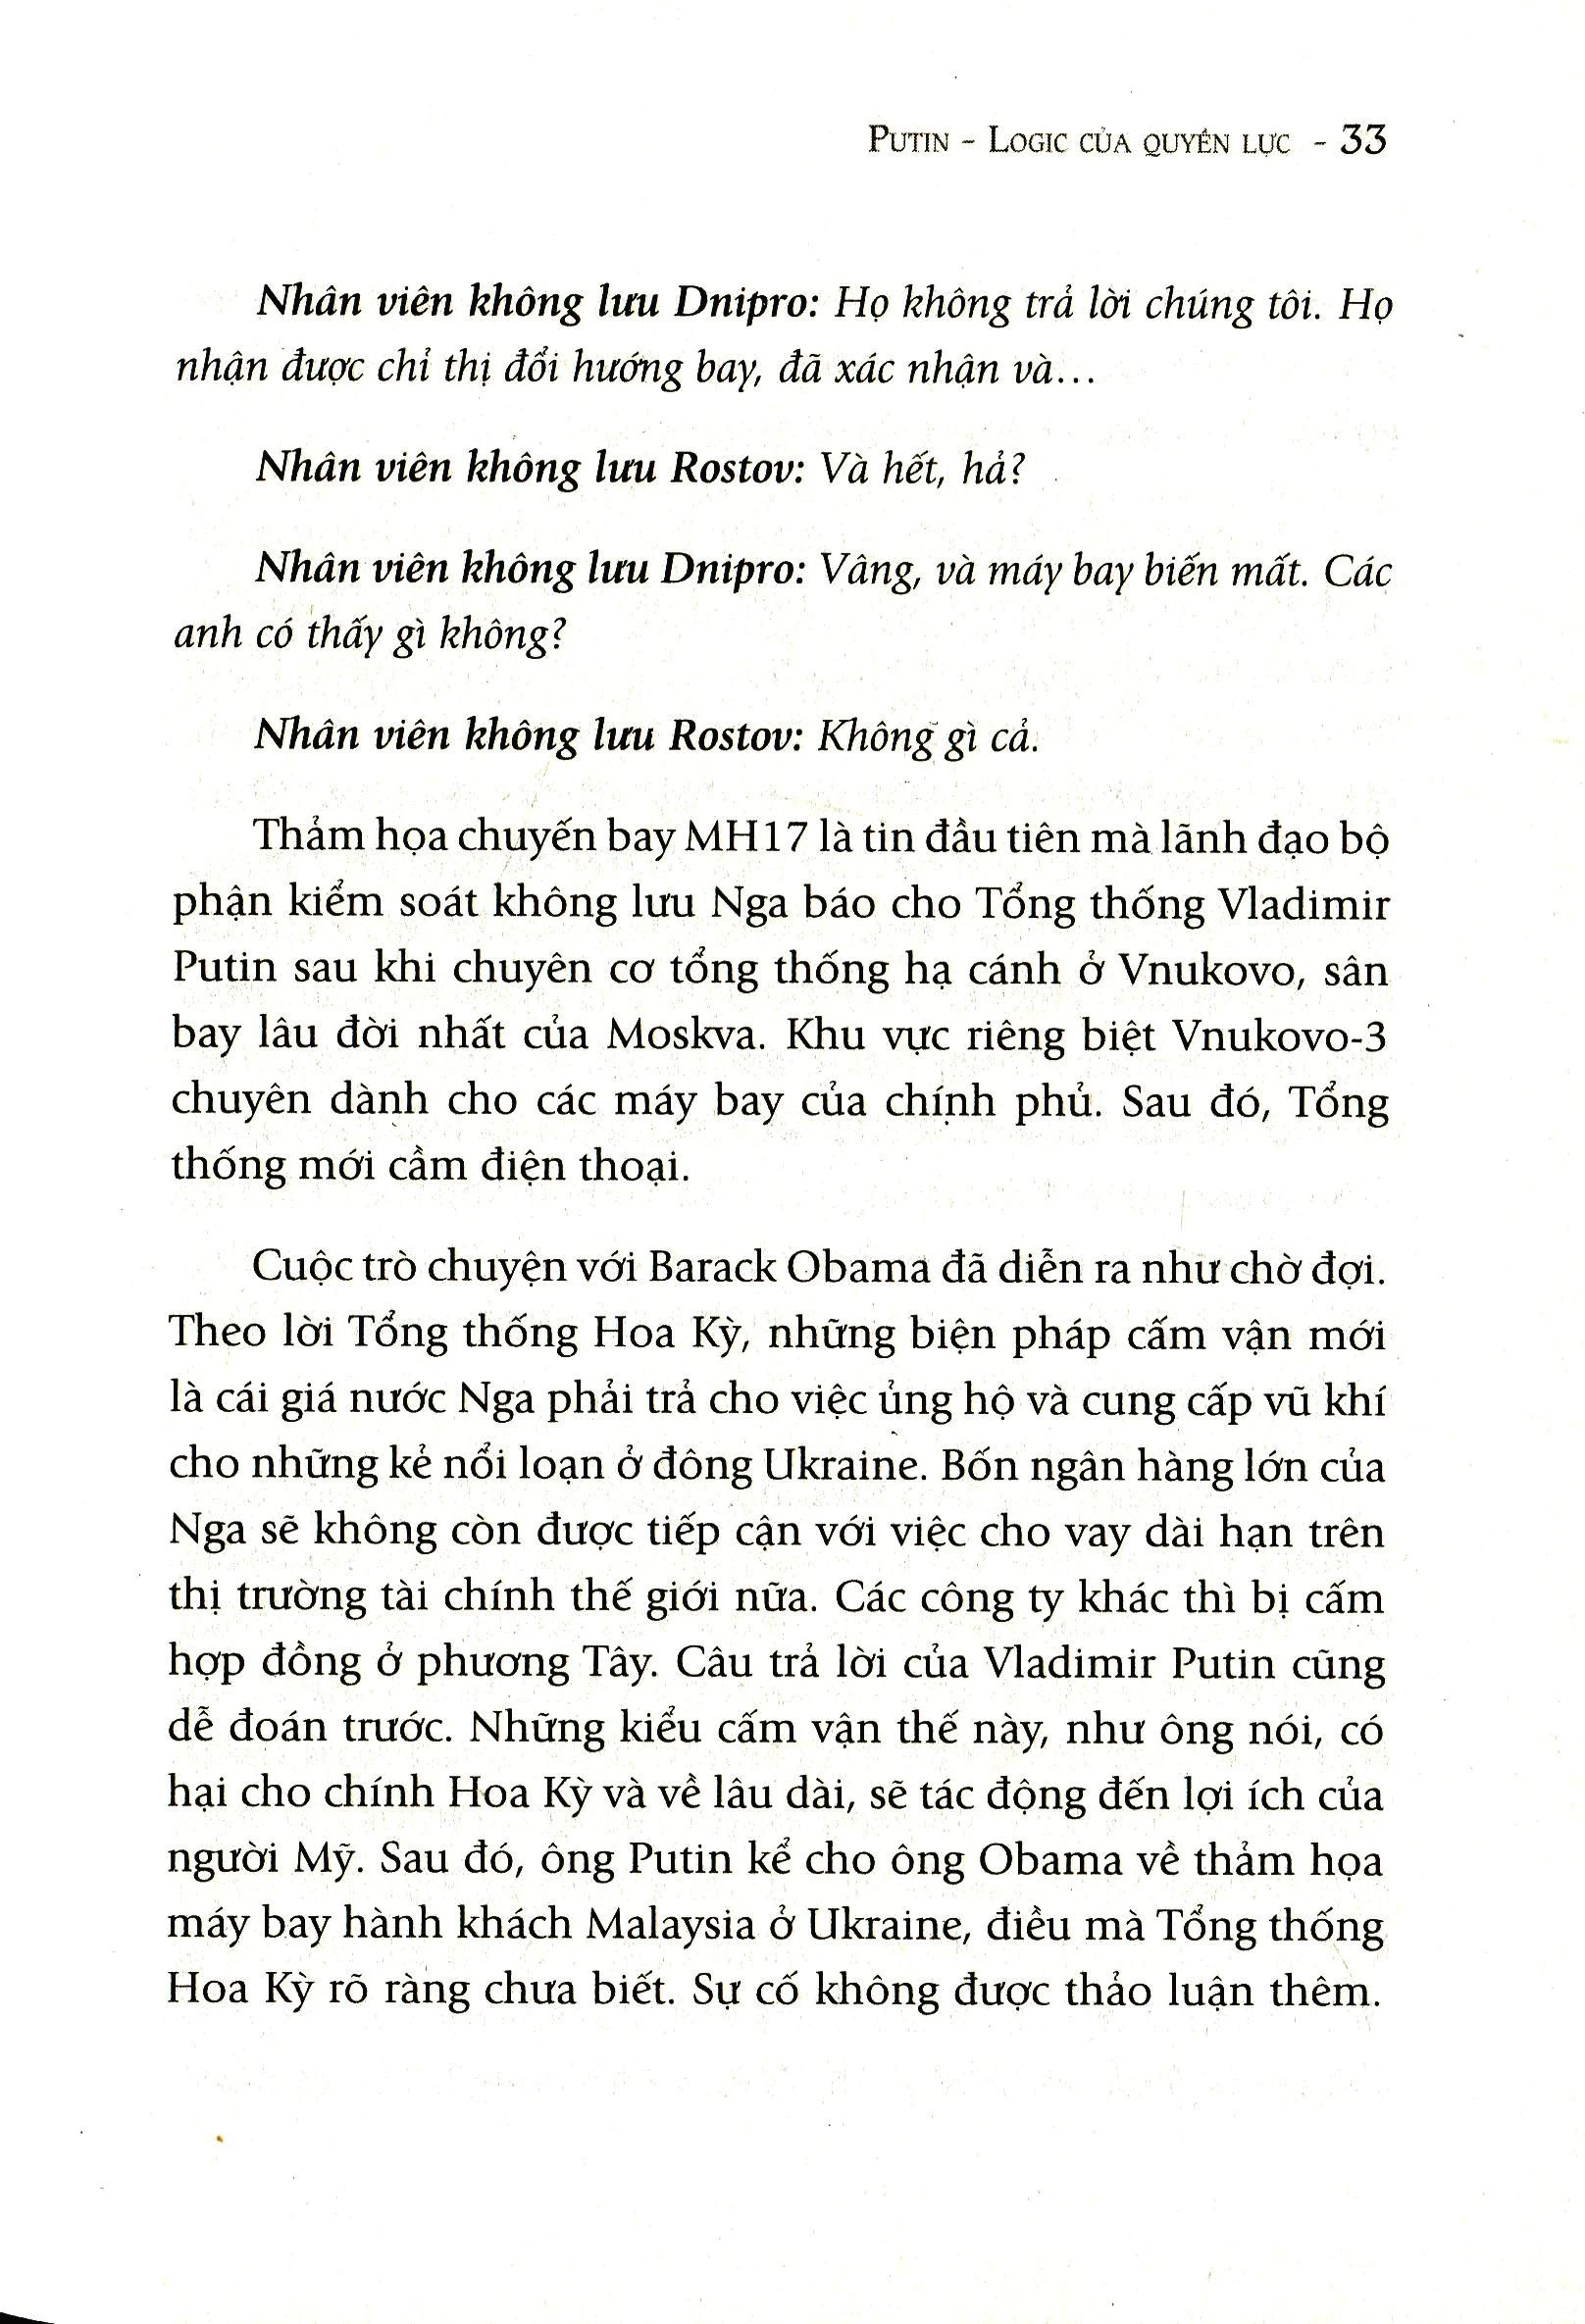 PUTIN - LOGIC CỦA QUYỀN LỰC - 33
Nhân viên không lưu Dnipro: Họ không trả lời chúng tôi. Họ
nhận được chỉ thị đổi hướng bay, đã xác nhận và...
Nhân viên không lưu Rostov: Và hết, hả?
Nhân viên không lưu Dnipro: Vâng, và máy bay biến mất. Các
anh có thấy gì không?
Nhân viên không lưu Rostov: Không gì cả.
Thảm họa chuyến bay MH17 là tin đầu tiên mà lãnh đạo bộ
phận kiểm soát không lưu Nga báo cho Tổng thống Vladimir
Putin sau khi chuyên cơ tổng thống hạ cánh ở Vnukovo, sân
bay lâu đời nhất của Moskva. Khu vực riêng biệt Vnukovo-3
chuyên dành cho các máy bay của chính phủ. Sau đó, Tổng
thống mới cầm điện thoại.
Cuộc trò chuyện với Barack Obama đã diễn ra như chờ đợi.
Theo lời Tổng thống Hoa Kỳ, những biện pháp cấm vận mới
là cái giá nước Nga phải trả cho việc ủng hộ và cung cấp vũ khí
cho những kẻ nổi loạn ở đông Ukraine. Bốn ngân hàng lớn của
Nga sẽ không còn được tiếp cận với việc cho vay dài hạn trên
thị trường tài chính thế giới nữa. Các công ty khác thì bị cấm
hợp đồng ở phương Tây. Câu trả lời của Vladimir Putin cũng
dễ đoán trước. Những kiểu cấm vận thế này, như ông nói, có
hại cho chính Hoa Kỳ và về lâu dài, sẽ tác động đến lợi ích của
người Mỹ. Sau đó, ông Putin kể cho ông Obama về thảm họa
máy bay hành khách Malaysia ở Ukraine, điều mà Tổng thống
Hoa Kỳ rõ ràng chưa biết. Sự cố không được thảo luận thêm.